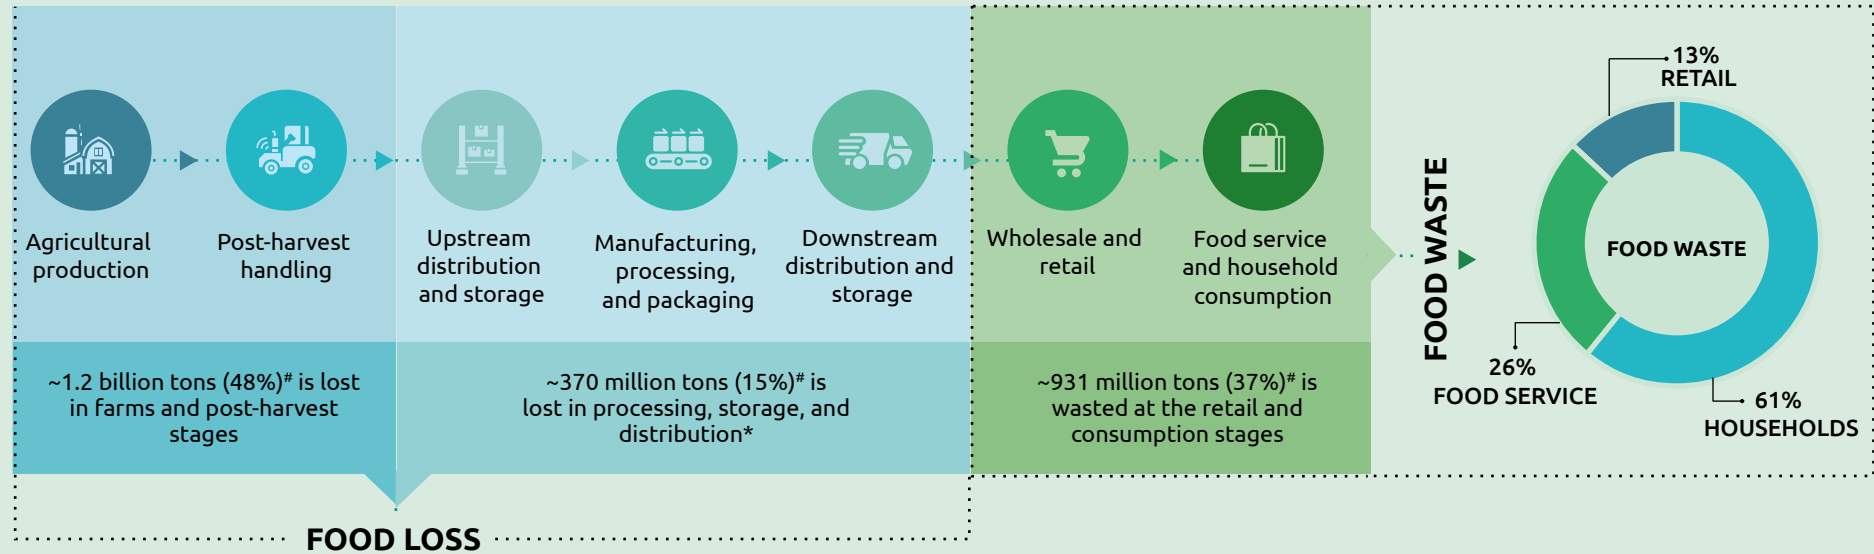 Agricultural
production
Post-harvest
handling
Upstream
distribution
and storage
Manufacturing,
processing,
and packaging
Downstream
distribution and
storage
Wholesale and
retail
Food service
and household
consumption
~1.2 billion tons (48%)# is lost
in farms and post-harvest
stages
~370 million tons (15%)# is
lost in processing, storage, and
distribution*
~931 million tons (37%)# is
wasted at the retail and
consumption stages
FOOD LOSS
FOOD WASTE
13%
RETAIL
FOOD WASTE
26%
FOOD SERVICE
61%
HOUSEHOLDS